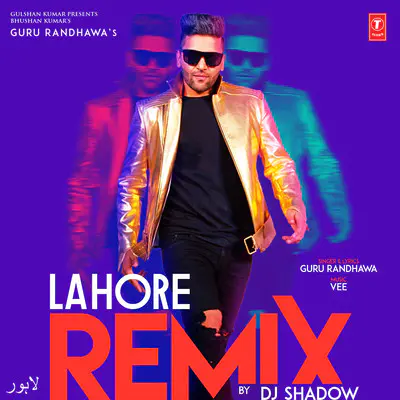 GULSHAN KUMAR PRESENTS
BHUSHAN KUMAR'S
GURU RANDHAWA'S
T
T-Series
SINGER & LYRICS
GURU RANDHAWA
MUSIC
VEE
LAHORE
REMIX
لاہور
BY DJ SHADOW